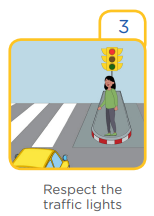 3
Respect the
traffic lights